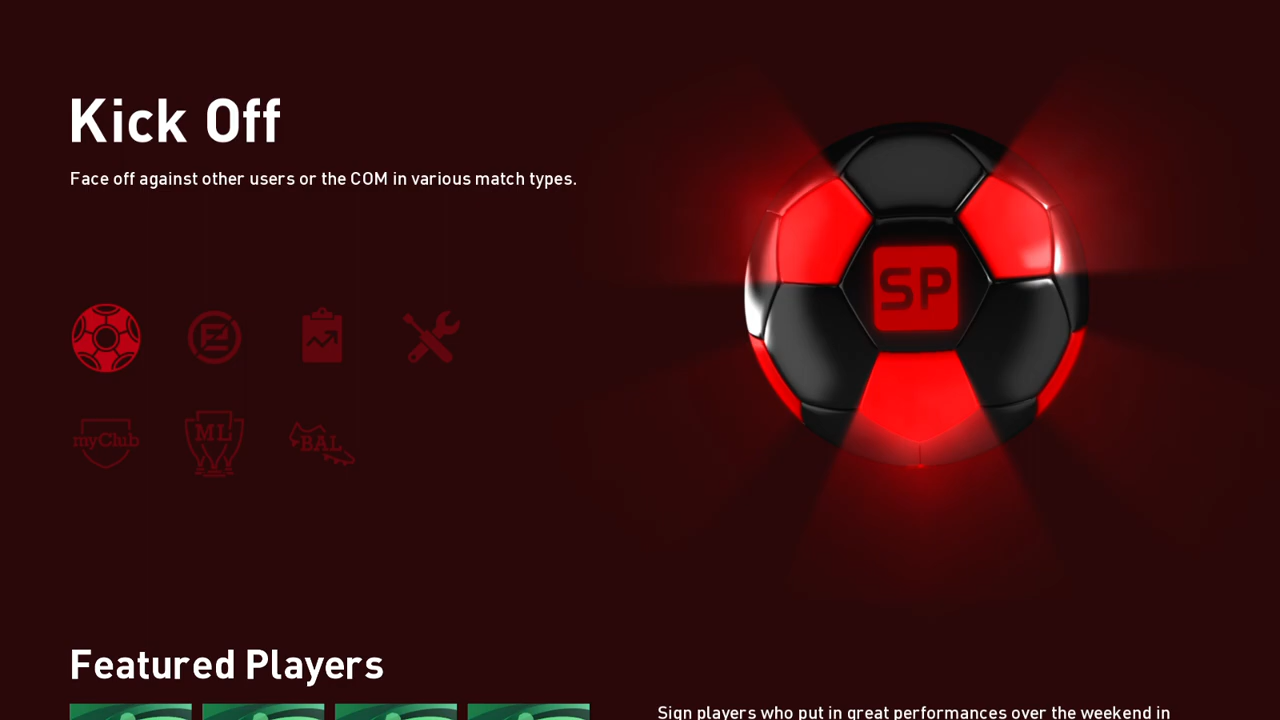 Kick Off
Face off against other users or the COM in various match types.
SP
myClub
ML
BAL
Featured Players
Sign players who put in great performances over the weekend in